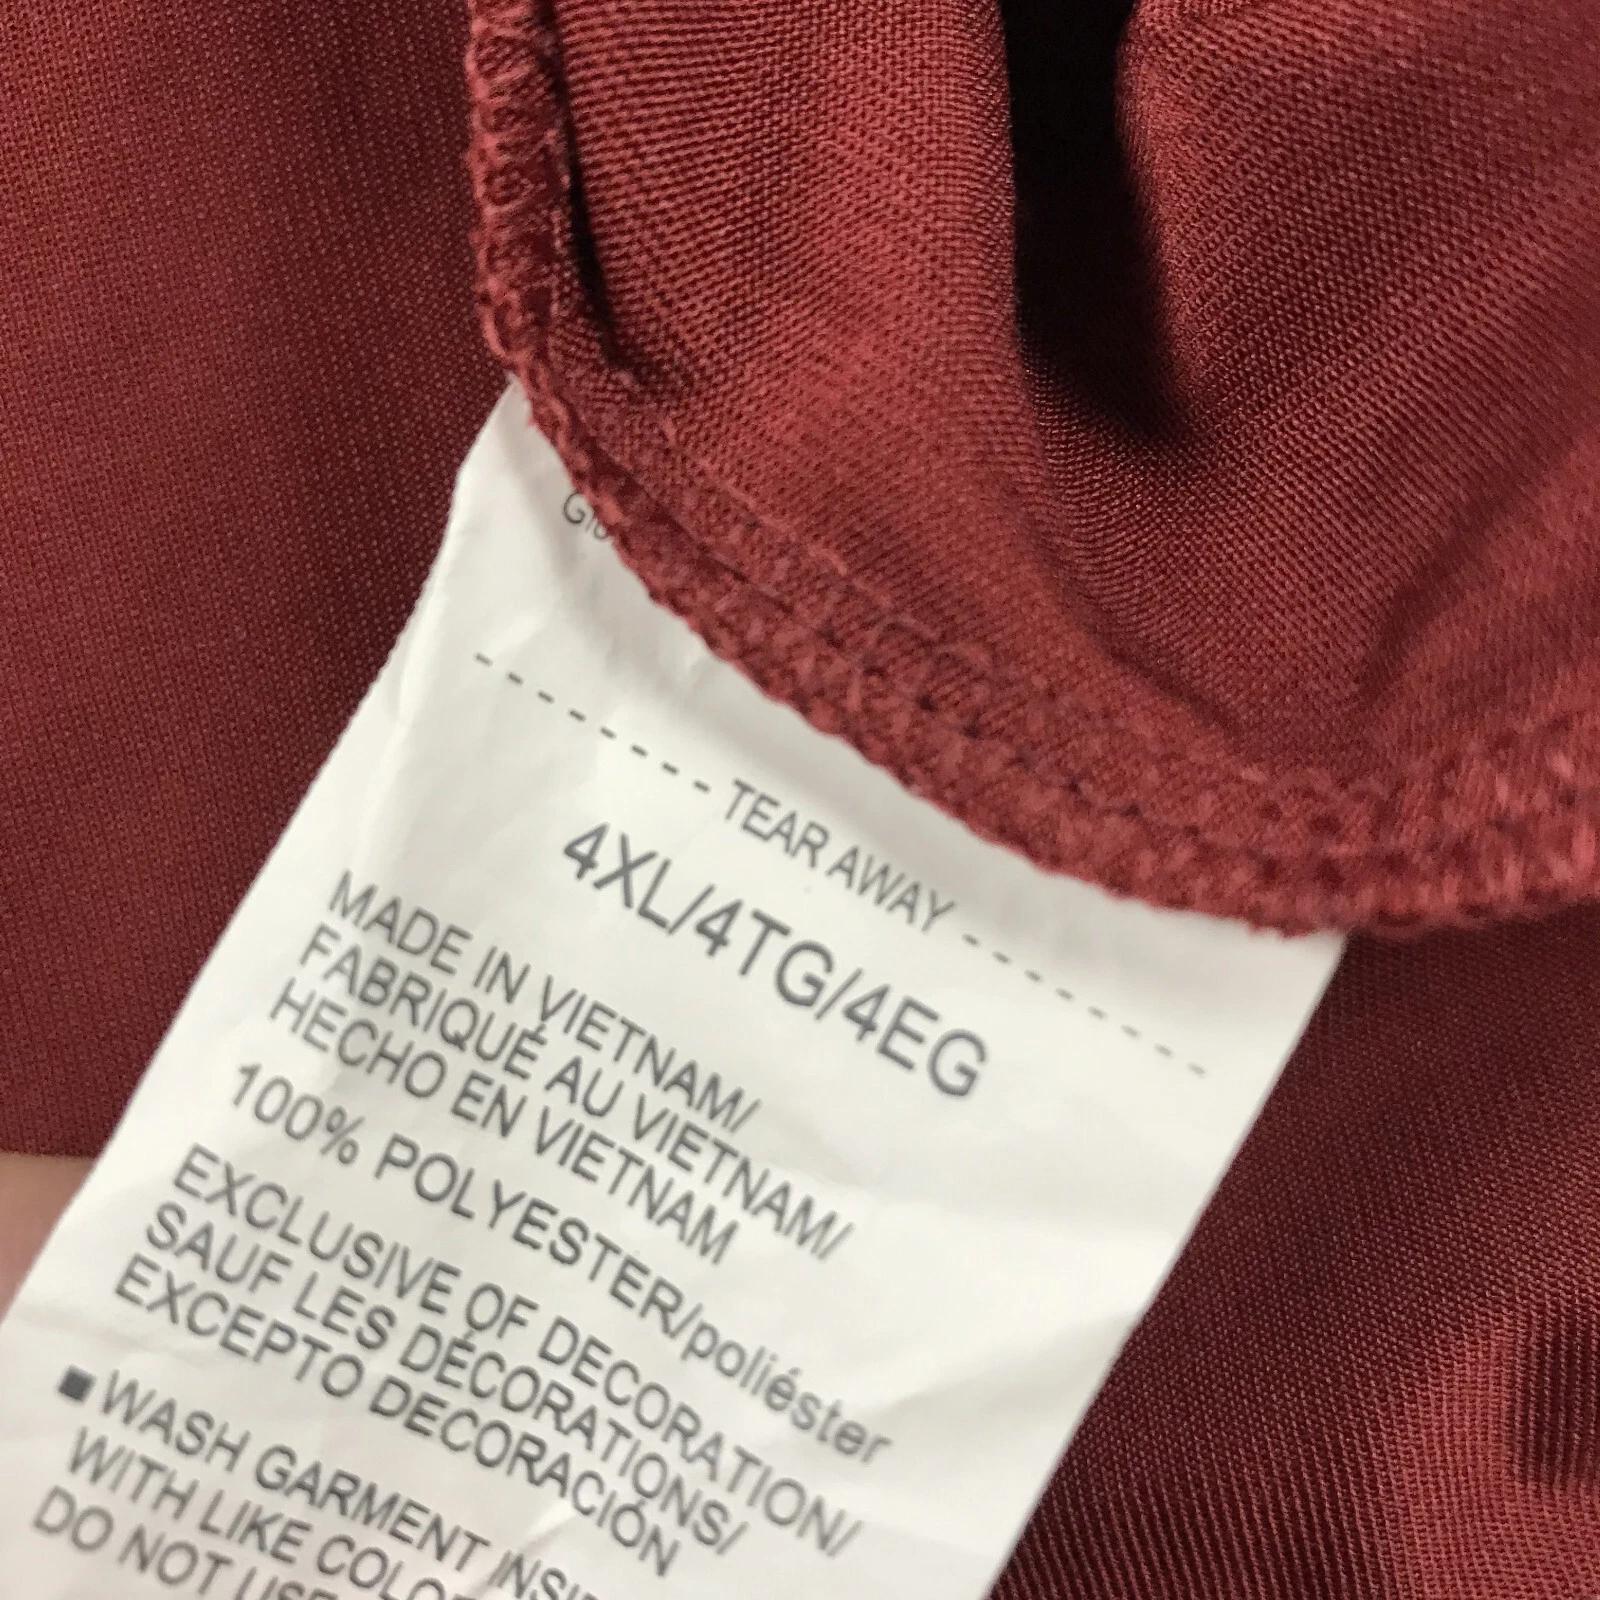 TEAR AWAY
4XL/4TG/4EG
MADE IN VIETNAM/
FABRIQUÉ AU VIETNAM/
HECHO EN VIETNAM
100% POLYESTER/poliéster
EXCLUSIVE OF DECORATION/
SAUF LES DÉCORATIONS/
EXCEPTO DECORACIÓN
■ WASH GARMENT
WITH LIKE
DO NOT USE